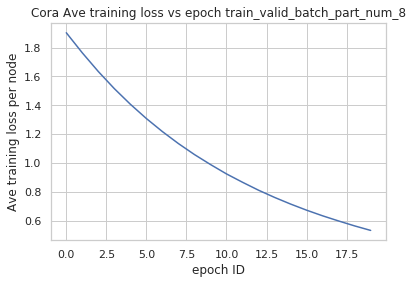 Cora Ave training loss vs epoch train_valid_batch_part_num_8
Ave training loss per node
1.8
1.6
1.4
1.2
1.0
0.8
0.6
0.0 2.5 5.0 7.5 10.0 12.5 15.0 17.5
epoch ID